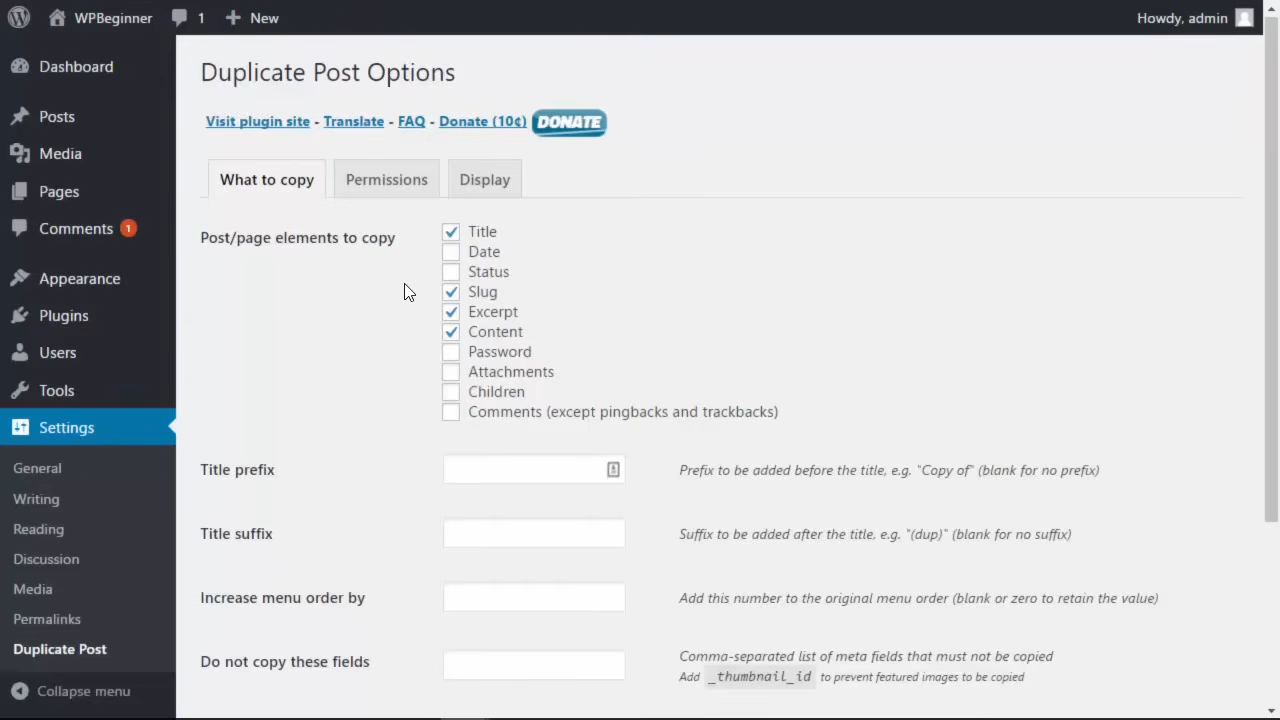 WPBeginner 1 New Howdy, admin
Dashboard
Posts
Media
Pages
Comments 1
Appearance
Plugins
Users
Tools
Settings
General
Writing
Reading
Discussion
Media
Permalinks
Duplicate Post
Collapse menu
Duplicate Post Options
Visit plugin site - Translate - FAQ - Donate (10¢) DONATE
What to copy Permissions Display
Post/page elements to copy
Title
Date
Status
Slug
Excerpt
Content
Password
Attachments
Children
Comments (except pingbacks and trackbacks)
Title prefix Prefix to be added before the title, e.g. "Copy of" (blank for no prefix)
Title suffix Suffix to be added after the title, e.g. "(dup)" (blank for no suffix)
Increase menu order by Add this number to the original menu order (blank or zero to retain the value)
Do not copy these fields Comma-separated list of meta fields that must not be copied
Add _thumbnail_id to prevent featured images to be copied